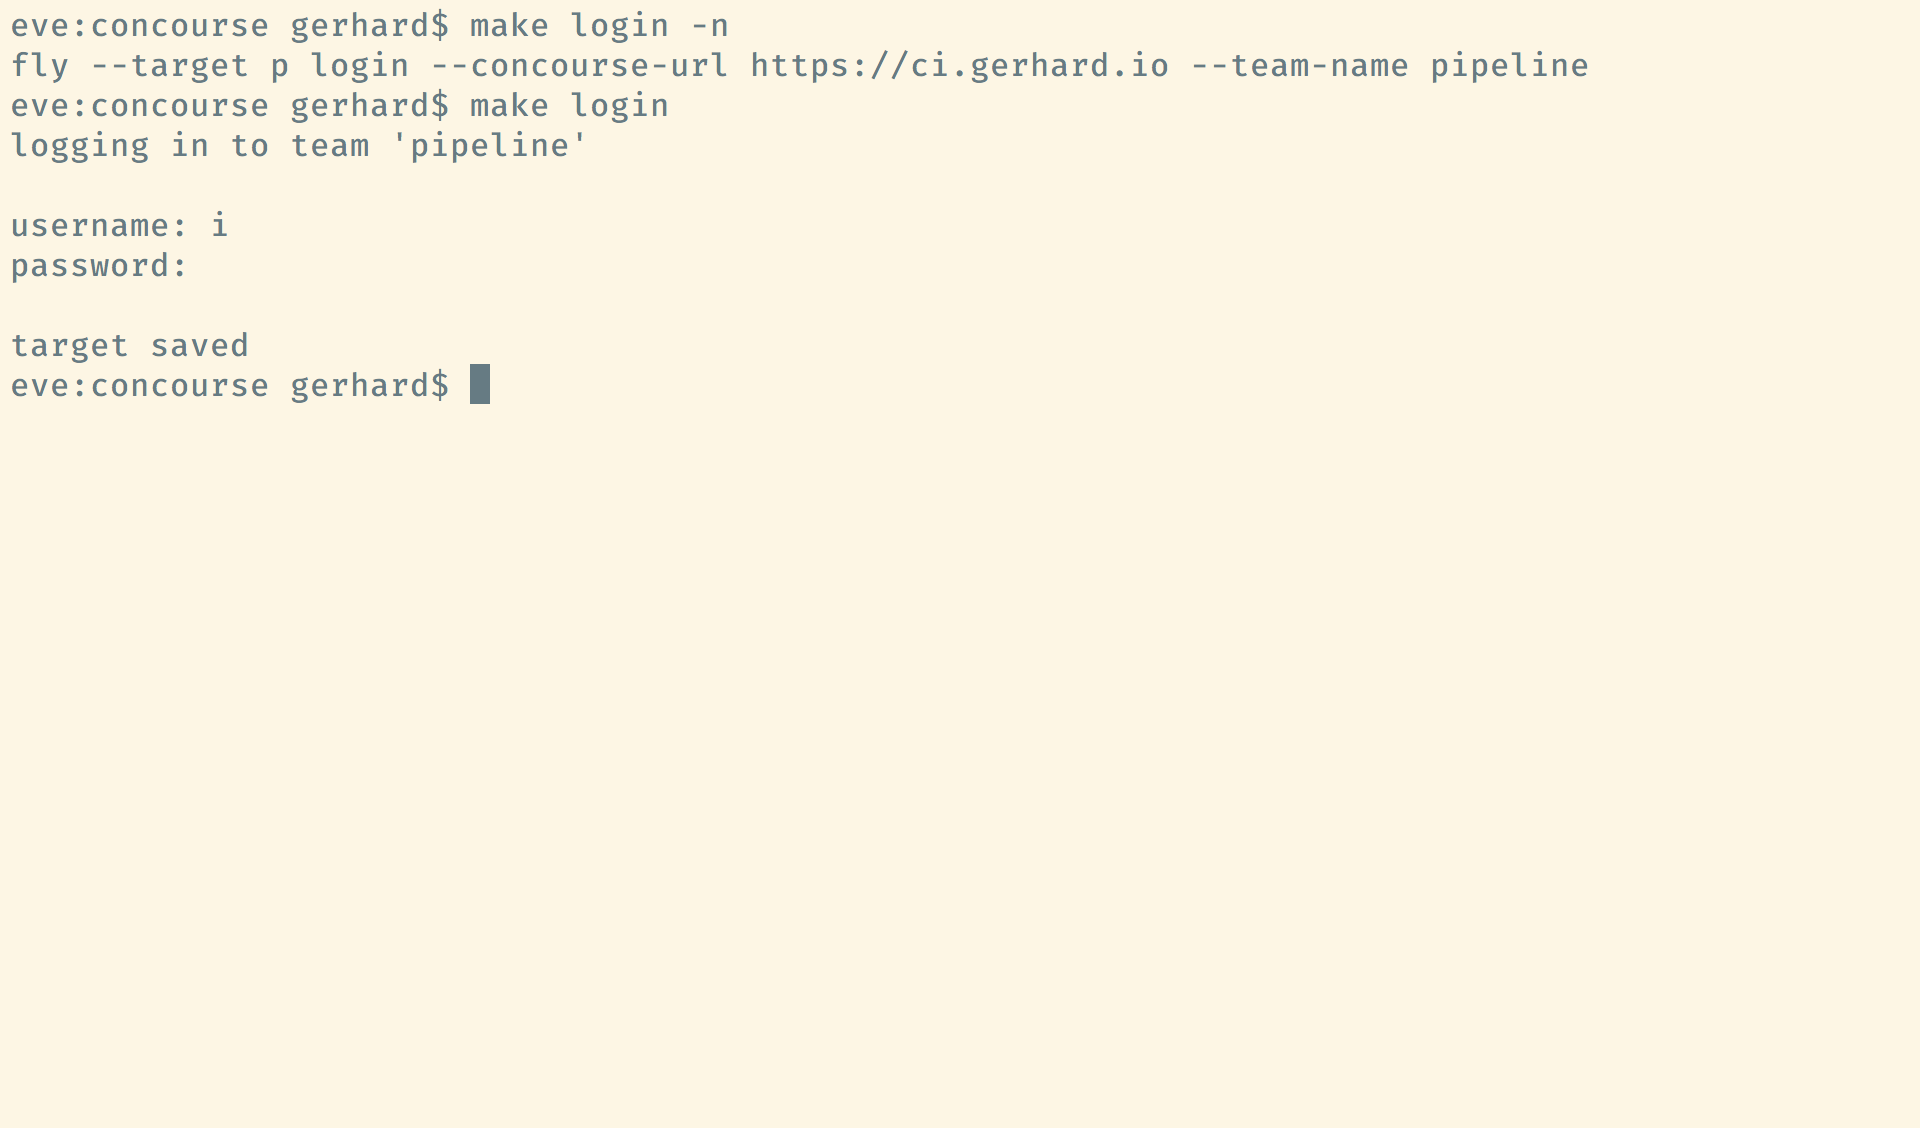 eve:concourse gerhard$ make login -n
fly --target p login --concourse-url https://ci.gerhard.io --team-name pipeline
eve:concourse gerhard$ make login
logging in to team 'pipeline'
username: i
password:
target saved
eve:concourse gerhard$